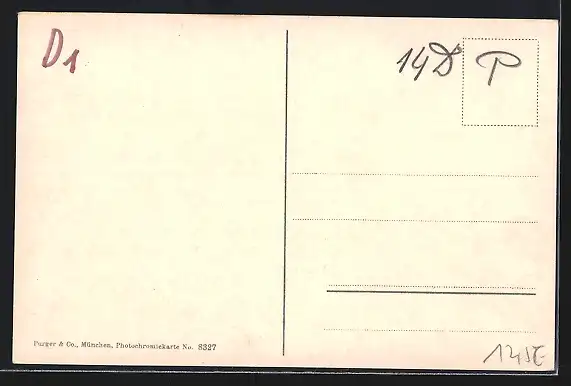 D1
14D P
Purger & Co., München, Photochromiekarte No. 8327